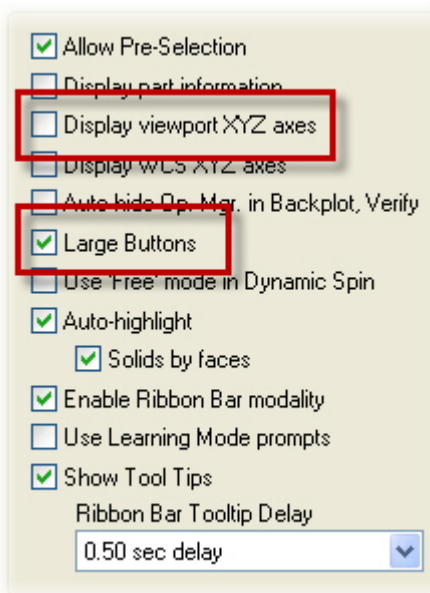 Allow Pre-Selection
Display part information
Display viewport XYZ axes
Display WCS XYZ axes
Auto hide Op. Mgr. in Backplot, Verify
Large Buttons
Use 'Free' mode in Dynamic Spin
Auto-highlight
Solids by faces
Enable Ribbon Bar modality
Use Learning Mode prompts
Show Tool Tips
Ribbon Bar Tooltip Delay
0.50 sec delay